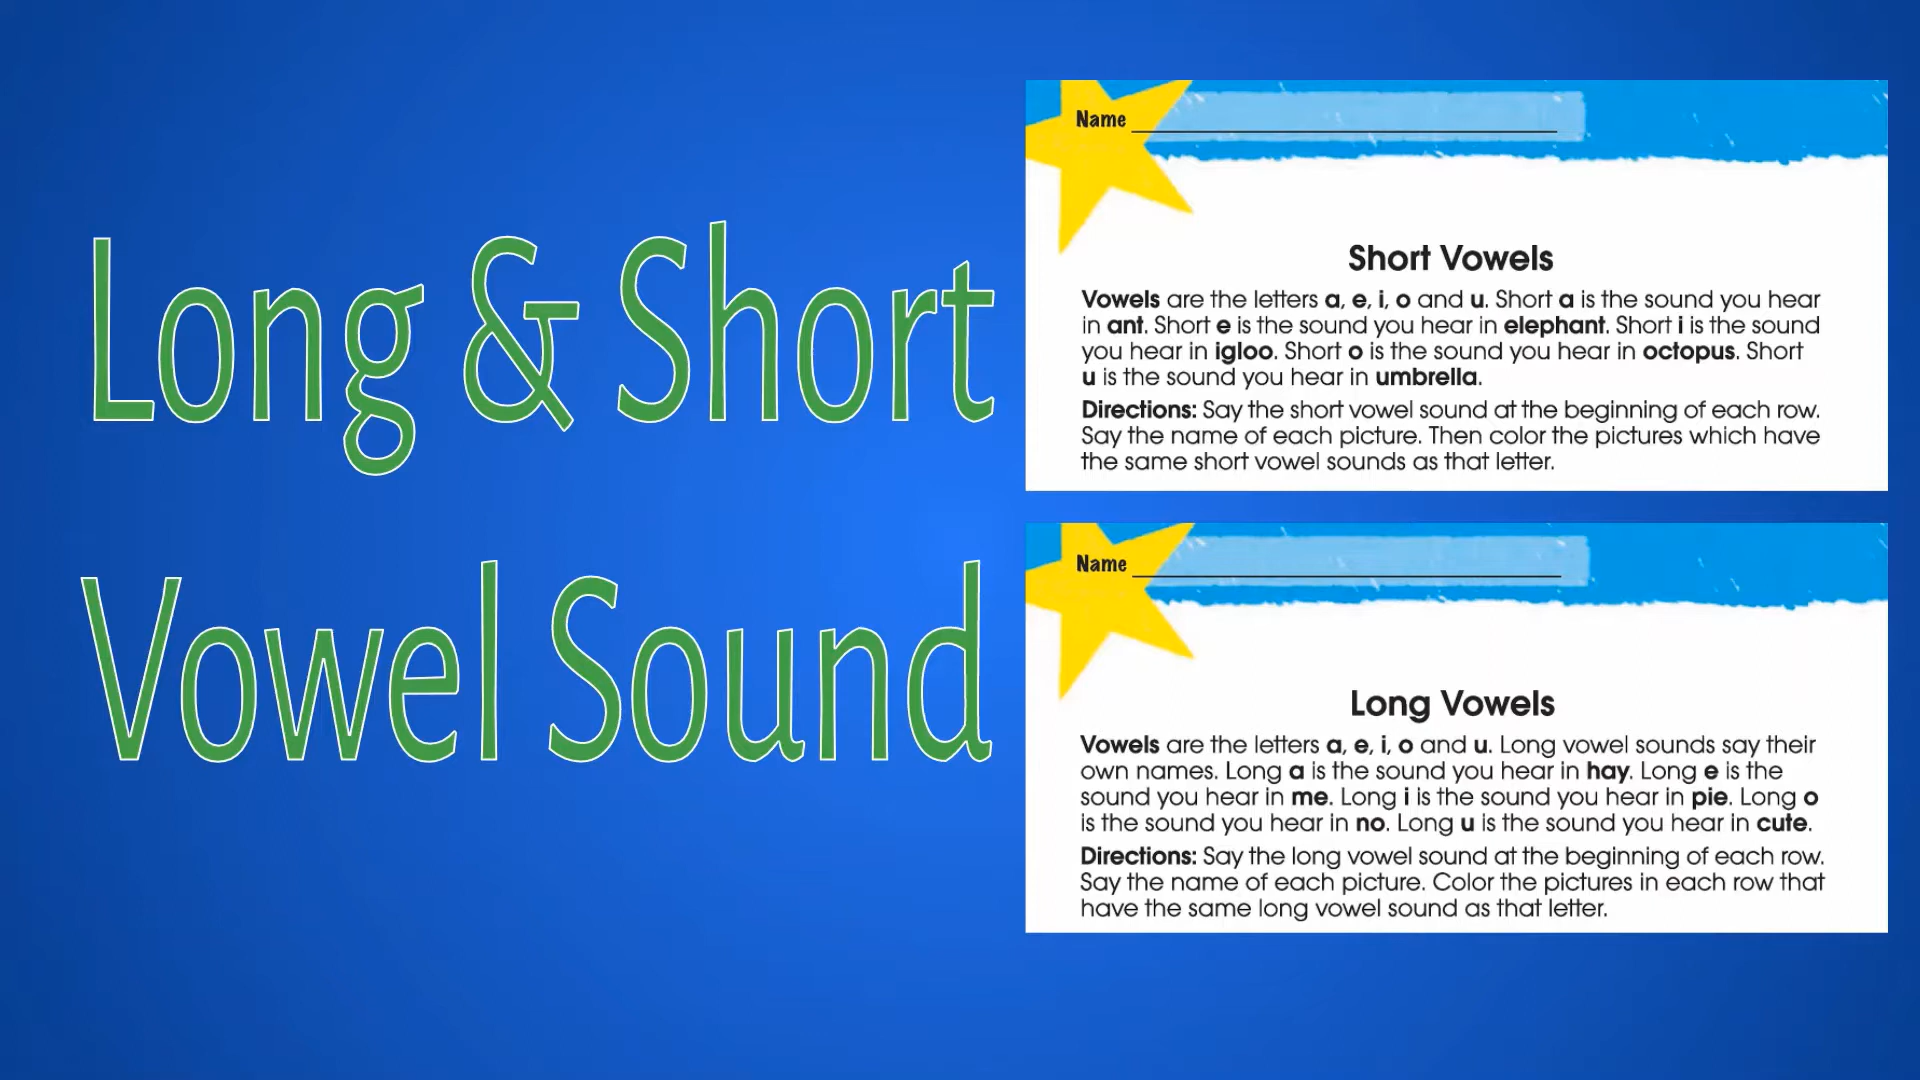 Long & Short
Vowel Sound
Name
Short Vowels
Vowels are the letters a, e, i, o and u. Short a is the sound you hear
in ant. Short e is the sound you hear in elephant. Short i is the sound
you hear in igloo. Short o is the sound you hear in octopus. Short
u is the sound you hear in umbrella.
Directions: Say the short vowel sound at the beginning of each row.
Say the name of each picture. Then color the pictures which have
the same short vowel sounds as that letter.
Name
Long Vowels
Vowels are the letters a, e, i, o and u. Long vowel sounds say their
own names. Long a is the sound you hear in hay. Long e is the
sound you hear in me. Long i is the sound you hear in pie. Long o
is the sound you hear in no. Long u is the sound you hear in cute.
Directions: Say the long vowel sound at the beginning of each row.
Say the name of each picture. Color the pictures in each row that
have the same long vowel sound as that letter.